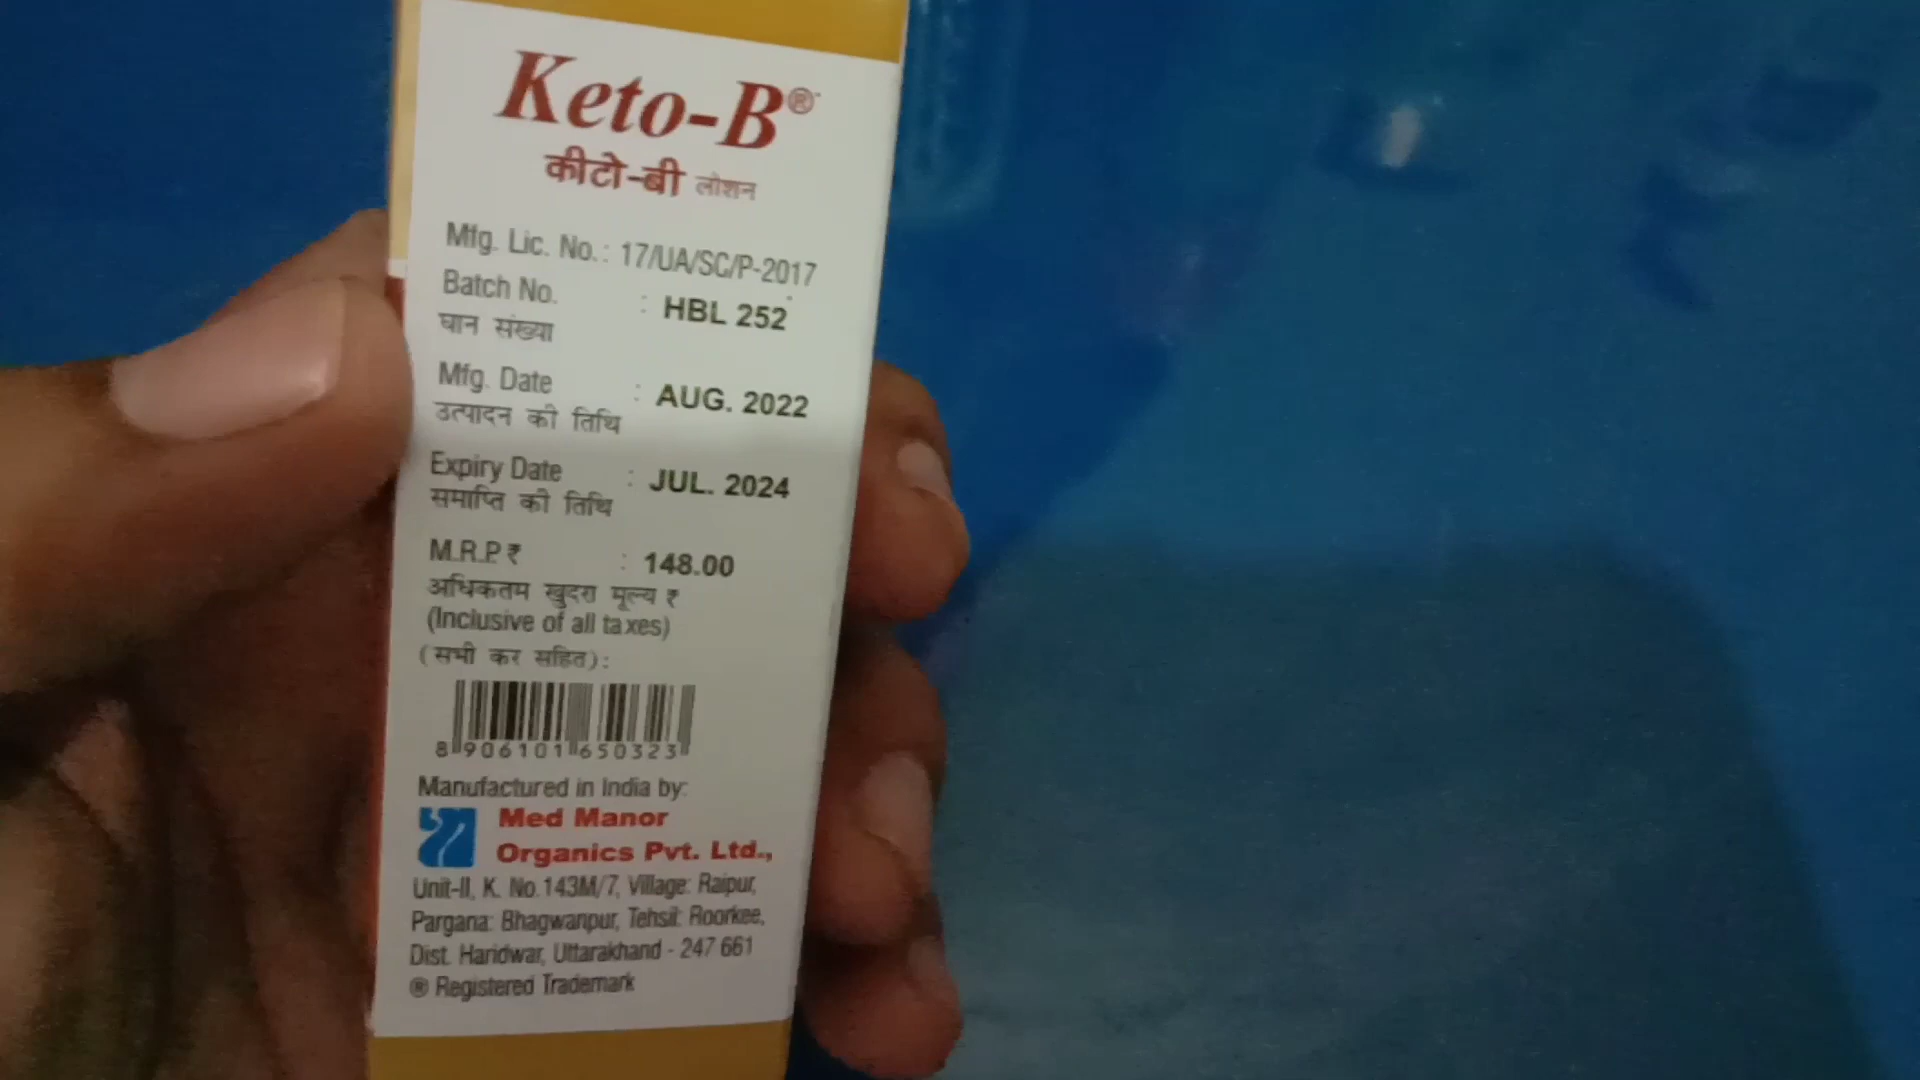 Keto-B®
कीटो-बी लोशन
Mfg. Lic. No.: 17/UA/SC/P-2017
Batch No. : HBL 252
घान संख्या
Mfg. Date : AUG. 2022
उत्पादन की तिथि
Expiry Date : JUL. 2024
समाप्ति की तिथि
M.R.P ₹ : 148.00
अधिकतम खुदरा मूल्य ₹
(Inclusive of all taxes)
(सभी कर सहित):
8 906101 650323
Manufactured in India by:
Med Manor
Organics Pvt. Ltd.,
Unit-II, K. No.143M/7, Village: Raipur,
Pargana: Bhagwanpur, Tehsil: Roorkee,
Dist. Haridwar, Uttarakhand - 247 661
® Registered Trademark